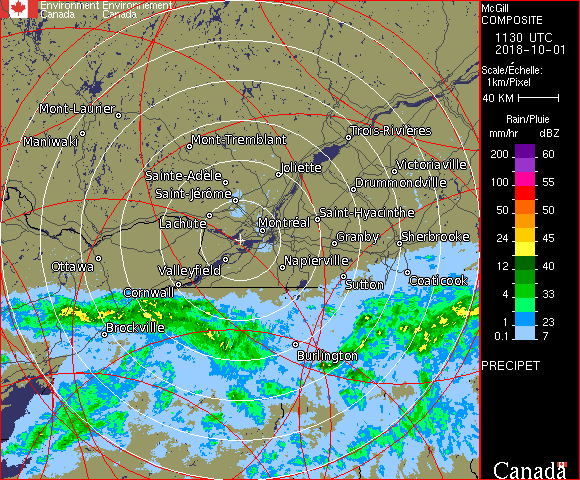 Environment Environnement
Canada Canada
McGill
COMPOSITE
1130 UTC
2018-10-01
Scale/Échelle:
1km/Pixel
40 KM
Rain/Pluie
mm/hr dBZ
200 60
100 55
50 50
24 45
12 40
4 33
1 23
0.1 7
PRECIPET
Canada
Mont-Laurier
Maniwaki
Mont-Tremblant
Trois-Rivières
Sainte-Adèle
Joliette
Victoriaville
Saint-Jérôme
Drummondville
Lachute
Montréal
Saint-Hyacinthe
Granby
Sherbrooke
Ottawa
Valleyfield
Napierville
Cornwall
Sutton
Coaticook
Brockville
Burlington